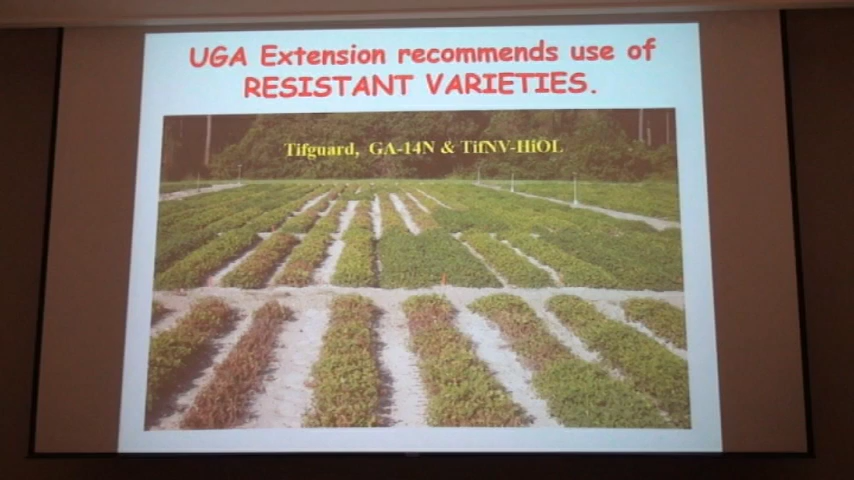 UGA Extension recommends use of
RESISTANT VARIETIES.
Tifguard, GA-14N & TifNV-HiOL